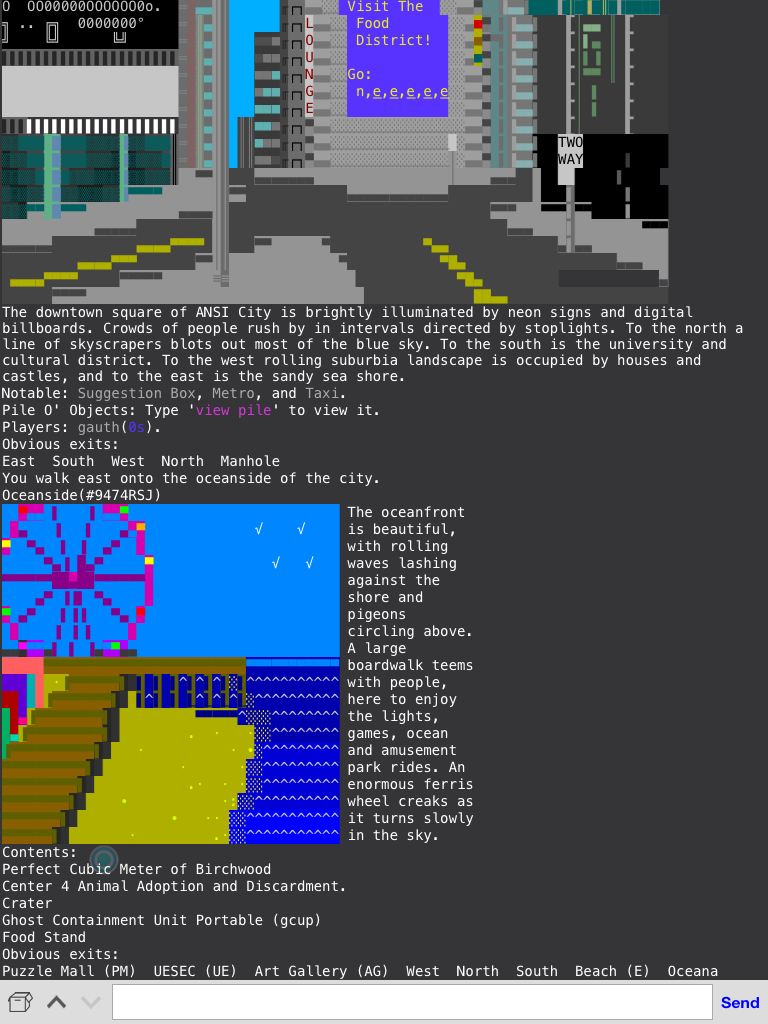 O OO00000OOOOOO0o.
.. 0000000°
LOUNGE
Visit The
Food
District!
Go:
n,e,e,e,e,e
TWO
WAY
The downtown square of ANSI City is brightly illuminated by neon signs and digital
billboards. Crowds of people rush by in intervals directed by stoplights. To the north a
line of skyscrapers blots out most of the blue sky. To the south is the university and
cultural district. To the west rolling suburbia landscape is occupied by houses and
castles, and to the east is the sandy sea shore.
Notable: Suggestion Box, Metro, and Taxi.
Pile O' Objects: Type 'view pile' to view it.
Players: gauth(0s).
Obvious exits:
East  South  West  North  Manhole
You walk east onto the oceanside of the city.
Oceanside(#9474RSJ)
The oceanfront
is beautiful,
with rolling
waves lashing
against the
shore and
pigeons
circling above.
A large
boardwalk teems
with people,
here to enjoy
the lights,
games, ocean
and amusement
park rides. An
enormous ferris
wheel creaks as
it turns slowly
in the sky.
Contents:
Perfect Cubic Meter of Birchwood
Center 4 Animal Adoption and Discardment.
Crater
Ghost Containment Unit Portable (gcup)
Food Stand
Obvious exits:
Puzzle Mall (PM)  UESEC (UE)  Art Gallery (AG)  West  North  South  Beach (E)  Oceana
Send